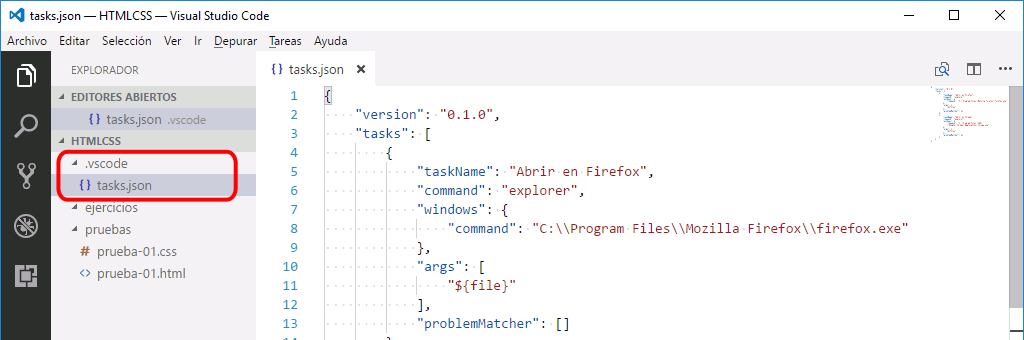 tasks.json — HTMLCSS — Visual Studio Code
Archivo Editar Selección Ver Ir Depurar Tareas Ayuda
EXPLORADOR
EDITORES ABIERTOS
{ } tasks.json .vscode
HTMLCSS
.vscode
{ } tasks.json
ejercicios
pruebas
# prueba-01.css
<> prueba-01.html
{ } tasks.json ×
1 {
2 "version": "0.1.0",
3 "tasks": [
4 {
5 "taskName": "Abrir en Firefox",
6 "command": "explorer",
7 "windows": {
8 "command": "C:\\Program Files\\Mozilla Firefox\\firefox.exe"
9 },
10 "args": [
11 "${file}"
12 ],
13 "problemMatcher": []